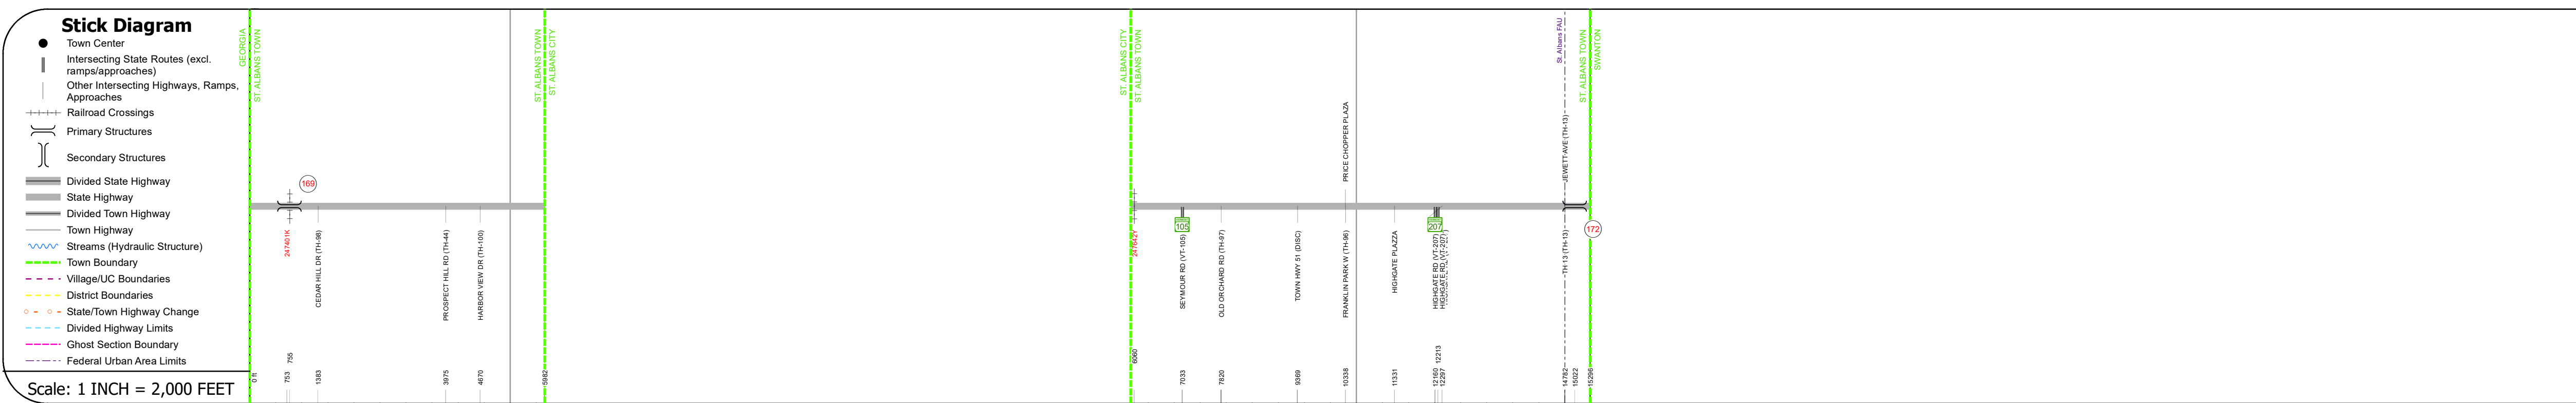 Stick Diagram
Town Center
Intersecting State Routes (excl.
ramps/approaches)
Other Intersecting Highways, Ramps,
Approaches
Railroad Crossings
Primary Structures
Secondary Structures
Divided State Highway
State Highway
Divided Town Highway
Town Highway
Streams (Hydraulic Structure)
Town Boundary
Village/UC Boundaries
District Boundaries
State/Town Highway Change
Divided Highway Limits
Ghost Section Boundary
Federal Urban Area Limits
Scale: 1 INCH = 2,000 FEET
GEORGIA
ST. ALBANS TOWN
ST. ALBANS TOWN
ST. ALBANS CITY
ST. ALBANS CITY
ST. ALBANS TOWN
St. Albans FAU
ST. ALBANS TOWN
SWANTON
PRICE CHOPPER PLAZA
JEWETT AVE (TH-13)
169
105
207
172
247401K
CEDAR HILL DR (TH-98)
PROSPECT HILL RD (TH-44)
HARBOR VIEW DR (TH-100)
247642Y
SEYMOUR RD (VT-105)
OLD ORCHARD RD (TH-97)
TOWN HWY 51 (DISC)
FRANKLIN PARK W (TH-96)
HIGHGATE PLAZZA
HIGHGATE RD (VT-207)
HIGHGATE RD (VT-207)
TH 13 (TH-13)
0 ft
753
755
1383
3975
4670
5982
6060
7033
7820
9369
10338
11331
12160
12213
12297
14782
15022
15296